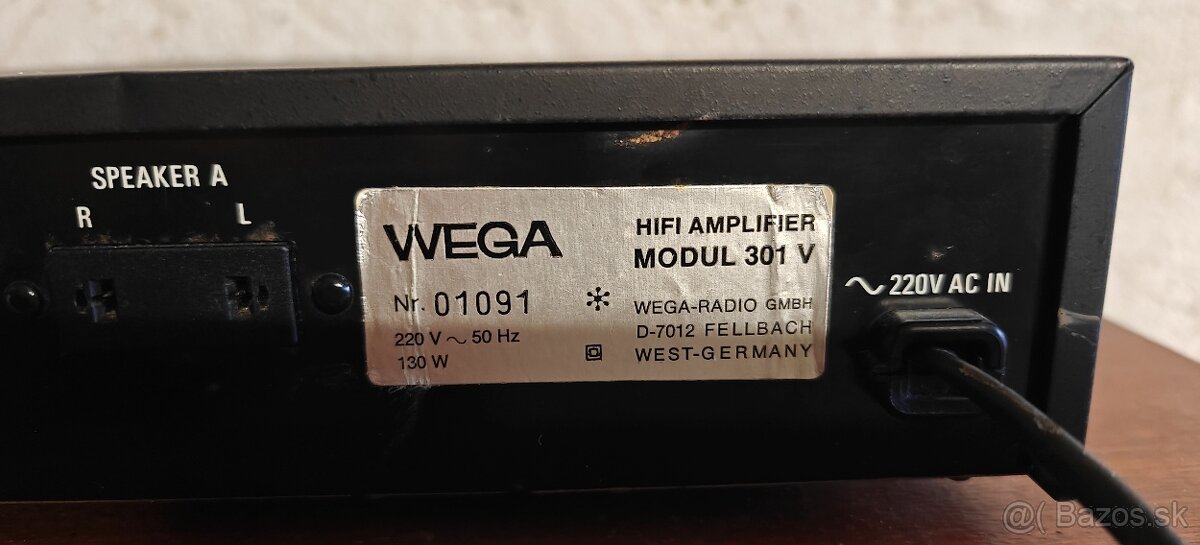 SPEAKER A
R L
WEGA
Nr. 01091
220 V ~ 50 Hz
130 W
HIFI AMPLIFIER
MODUL 301 V
WEGA-RADIO GMBH
D-7012 FELLBACH
WEST-GERMANY
~ 220V AC IN
@( Bazos.sk